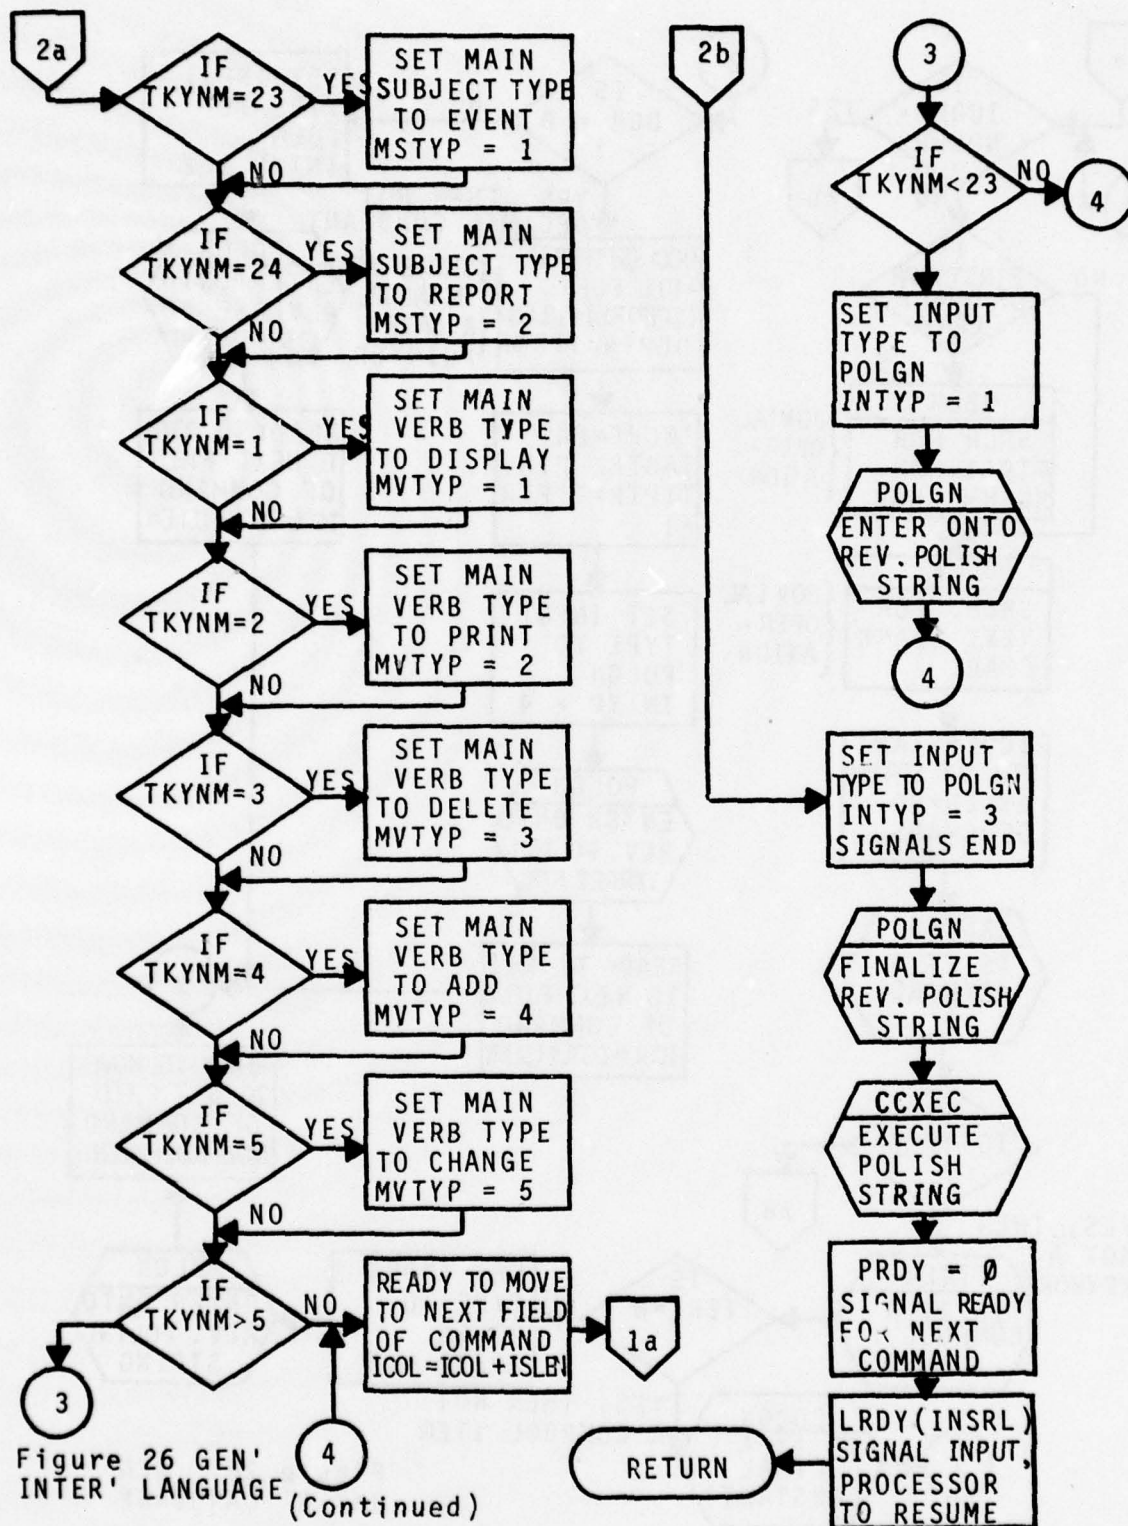 2a
IF
TKYNM=23
YES
SET MAIN
SUBJECT TYPE
TO EVENT
MSTYP = 1
NO
IF
TKYNM=24
YES
SET MAIN
SUBJECT TYPE
TO REPORT
MSTYP = 2
NO
IF
TKYNM=1
YES
SET MAIN
VERB TYPE
TO DISPLAY
MVTYP = 1
NO
IF
TKYNM=2
YES
SET MAIN
VERB TYPE
TO PRINT
MVTYP = 2
NO
IF
TKYNM=3
YES
SET MAIN
VERB TYPE
TO DELETE
MVTYP = 3
NO
IF
TKYNM=4
YES
SET MAIN
VERB TYPE
TO ADD
MVTYP = 4
NO
IF
TKYNM=5
YES
SET MAIN
VERB TYPE
TO CHANGE
MVTYP = 5
NO
IF
TKYNM>5
NO
READY TO MOVE
TO NEXT FIELD
OF COMMAND
ICOL=ICOL+ISLEN
1a
3
4
Figure 26 GEN'
INTER' LANGUAGE
(Continued)
2b
3
IF
TKYNM<23
NO
4
SET INPUT
TYPE TO
POLGN
INTYP = 1
POLGN
ENTER ONTO
REV. POLISH
STRING
4
SET INPUT
TYPE TO POLGN
INTYP = 3
SIGNALS END
POLGN
FINALIZE
REV. POLISH
STRING
CCXEC
EXECUTE
POLISH
STRING
PRDY = Ø
SIGNAL READY
FOR NEXT
COMMAND
LRDY(INSRL)
SIGNAL INPUT,
PROCESSOR
TO RESUME
RETURN